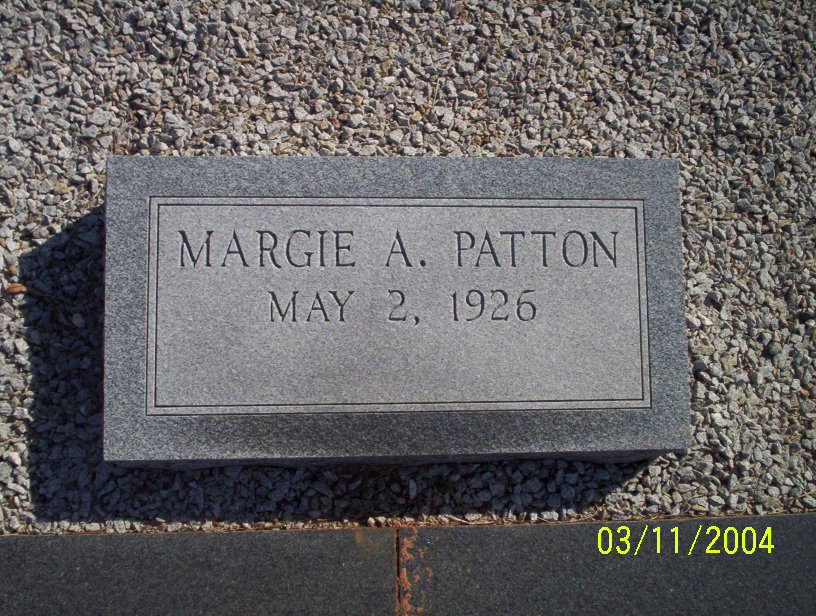 MARGIE A. PATTON
MAY 2, 1926
03/11/2004